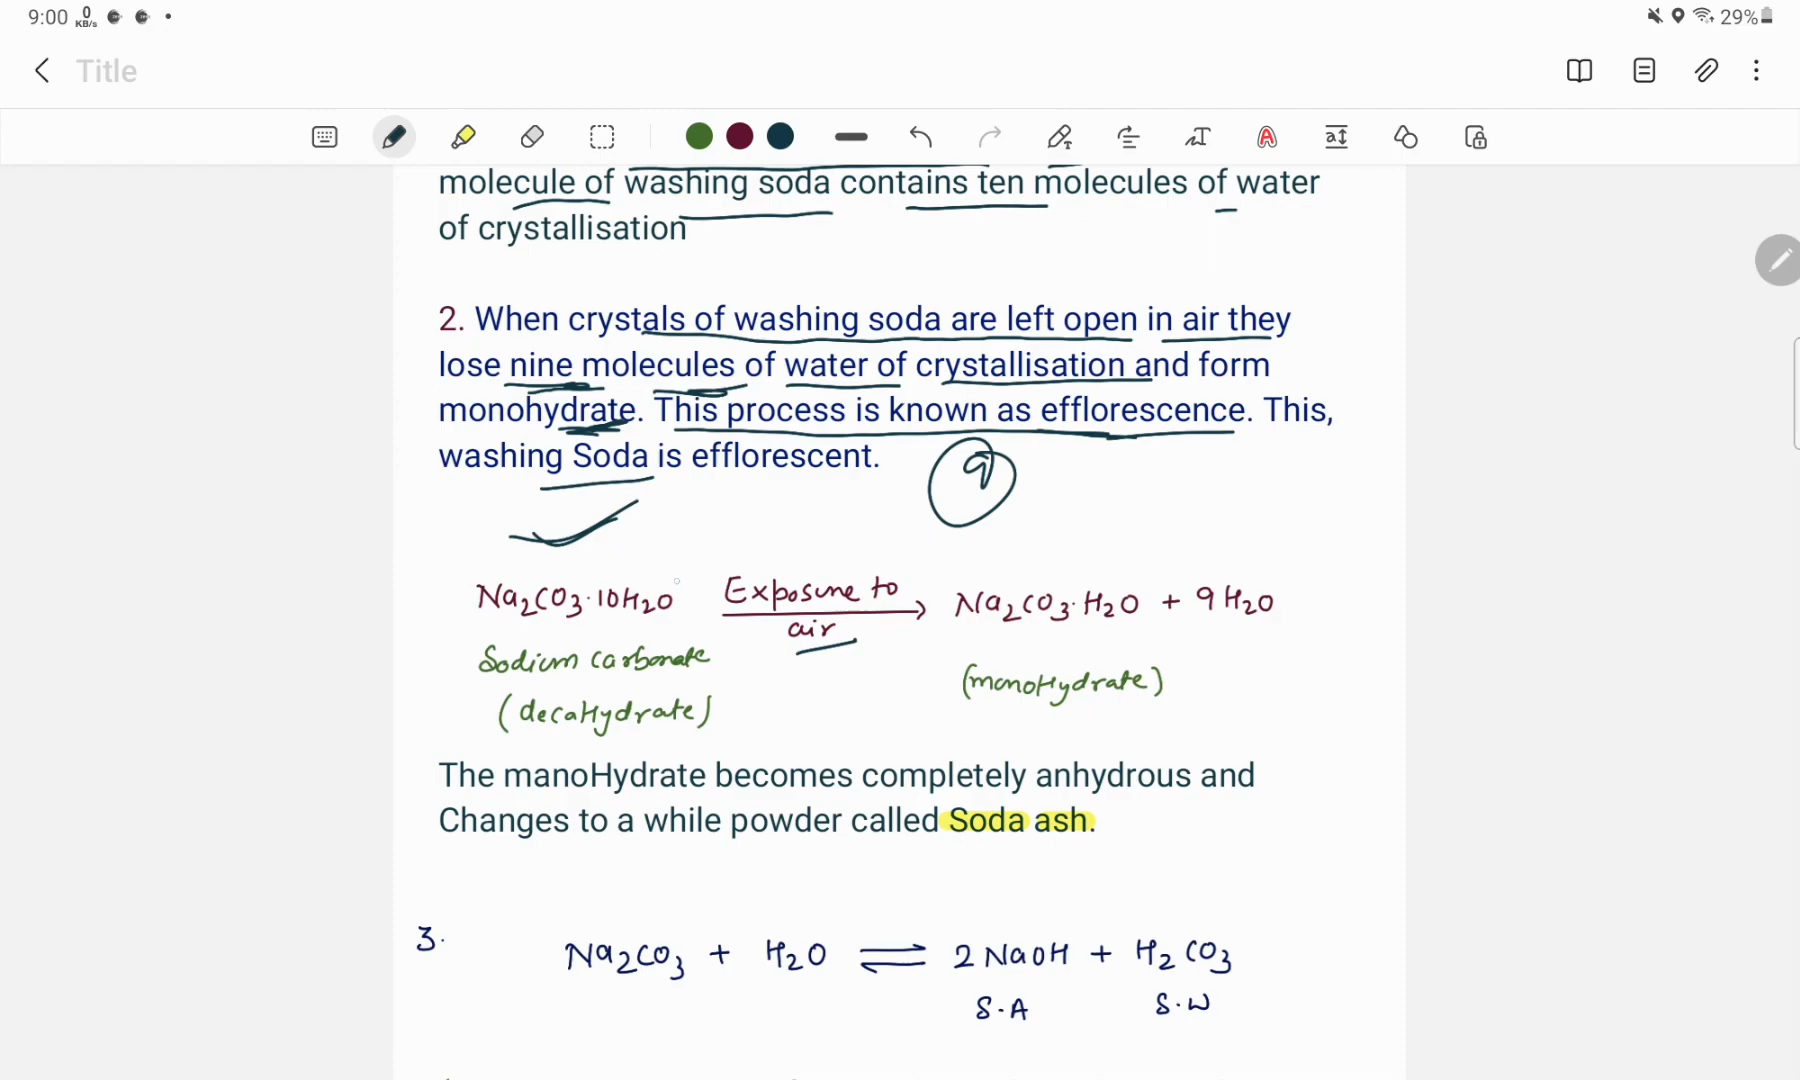 9:00 0 KB/s 29%
Title
molecule of washing soda contains ten molecules of water
of crystallisation
2. When crystals of washing soda are left open in air they
lose nine molecules of water of crystallisation and form
monohydrate. This process is known as efflorescence. This,
washing Soda is efflorescent.
9
Na2CO3·10H2O Exposure to air → Na2CO3·H2O + 9H2O
Sodium carbonate
(decaHydrate)
(monoHydrate)
The manoHydrate becomes completely anhydrous and
Changes to a while powder called Soda ash.
3. Na2CO3 + H2O ⇌ 2NaOH + H2CO3
S.A S.W